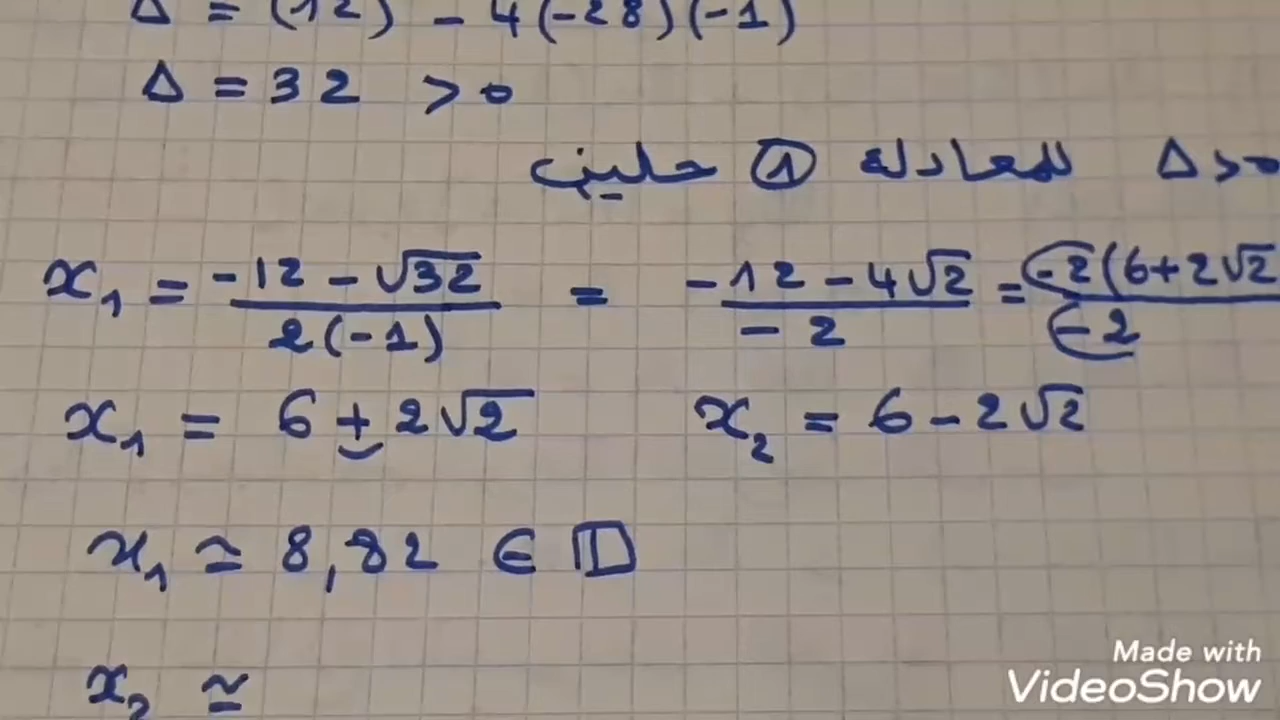 Δ = (12) - 4(-28)(-1)
Δ = 32 >0
Δ>0 للمعادلة ① حلين
x₁ = (-12 - √32)/(2(-1)) = (-12 - 4√2)/(-2) = (-2(6+2√2)/(-2
x₁ = 6 + 2√2 x₂ = 6 - 2√2
x₁ ≃ 8,82 ∈ D
x₂ ≃
Made with
VideoShow